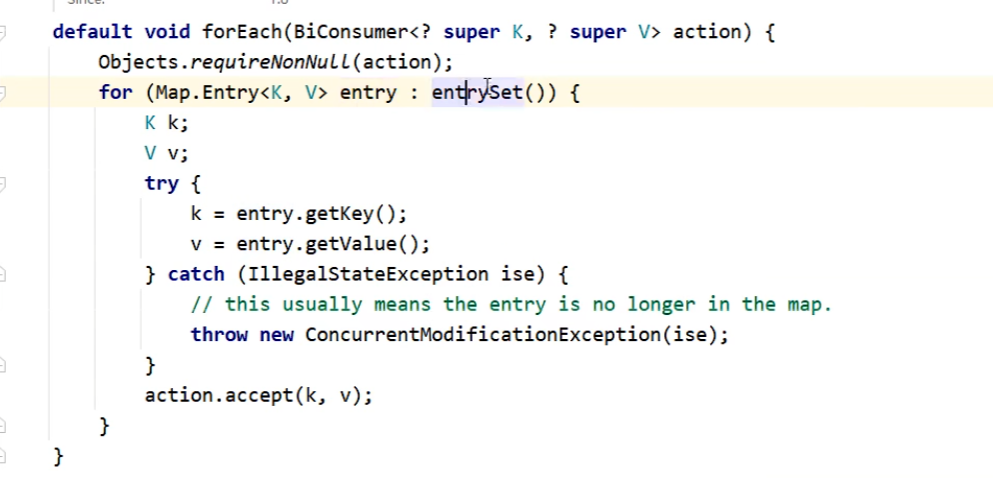 Since:
1.8
default void forEach(BiConsumer<? super K, ? super V> action) {
Objects.requireNonNull(action);
for (Map.Entry<K, V> entry : entrySet()) {
K k;
V v;
try {
k = entry.getKey();
v = entry.getValue();
} catch (IllegalStateException ise) {
// this usually means the entry is no longer in the map.
throw new ConcurrentModificationException(ise);
}
action.accept(k, v);
}
}